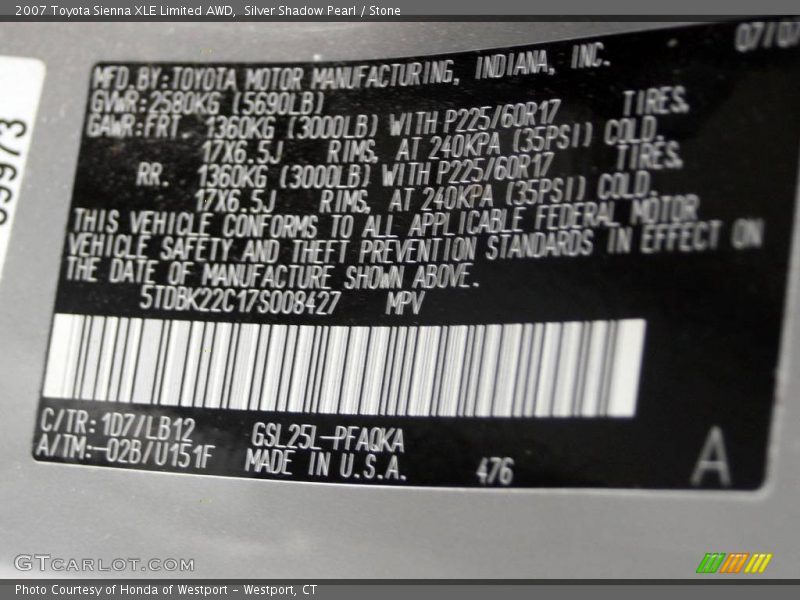 2007 Toyota Sienna XLE Limited AWD,  Silver Shadow Pearl / Stone
07/07
MFD BY:TOYOTA MOTOR MANUFACTURING, INDIANA, INC.
GVWR:2580KG (5690LB)
GAWR:FRT 1360KG (3000LB) WITH P225/60R17 TIRES,
17X6.5J RIMS, AT 240KPA (35PSI) COLD.
RR. 1360KG (3000LB) WITH P225/60R17 TIRES,
17X6.5J RIMS, AT 240KPA (35PSI) COLD.
THIS VEHICLE CONFORMS TO ALL APPLICABLE FEDERAL MOTOR
VEHICLE SAFETY AND THEFT PREVENTION STANDARDS IN EFFECT ON
THE DATE OF MANUFACTURE SHOWN ABOVE.
5TDBK22C17S008427 MPV
C/TR:1D7/LB12 GSL25L-PFAQKA
A/TM:-02B/U151F MADE IN U.S.A. 476 A
GTCARLOT.COM
Photo Courtesy of Honda of Westport - Westport, CT